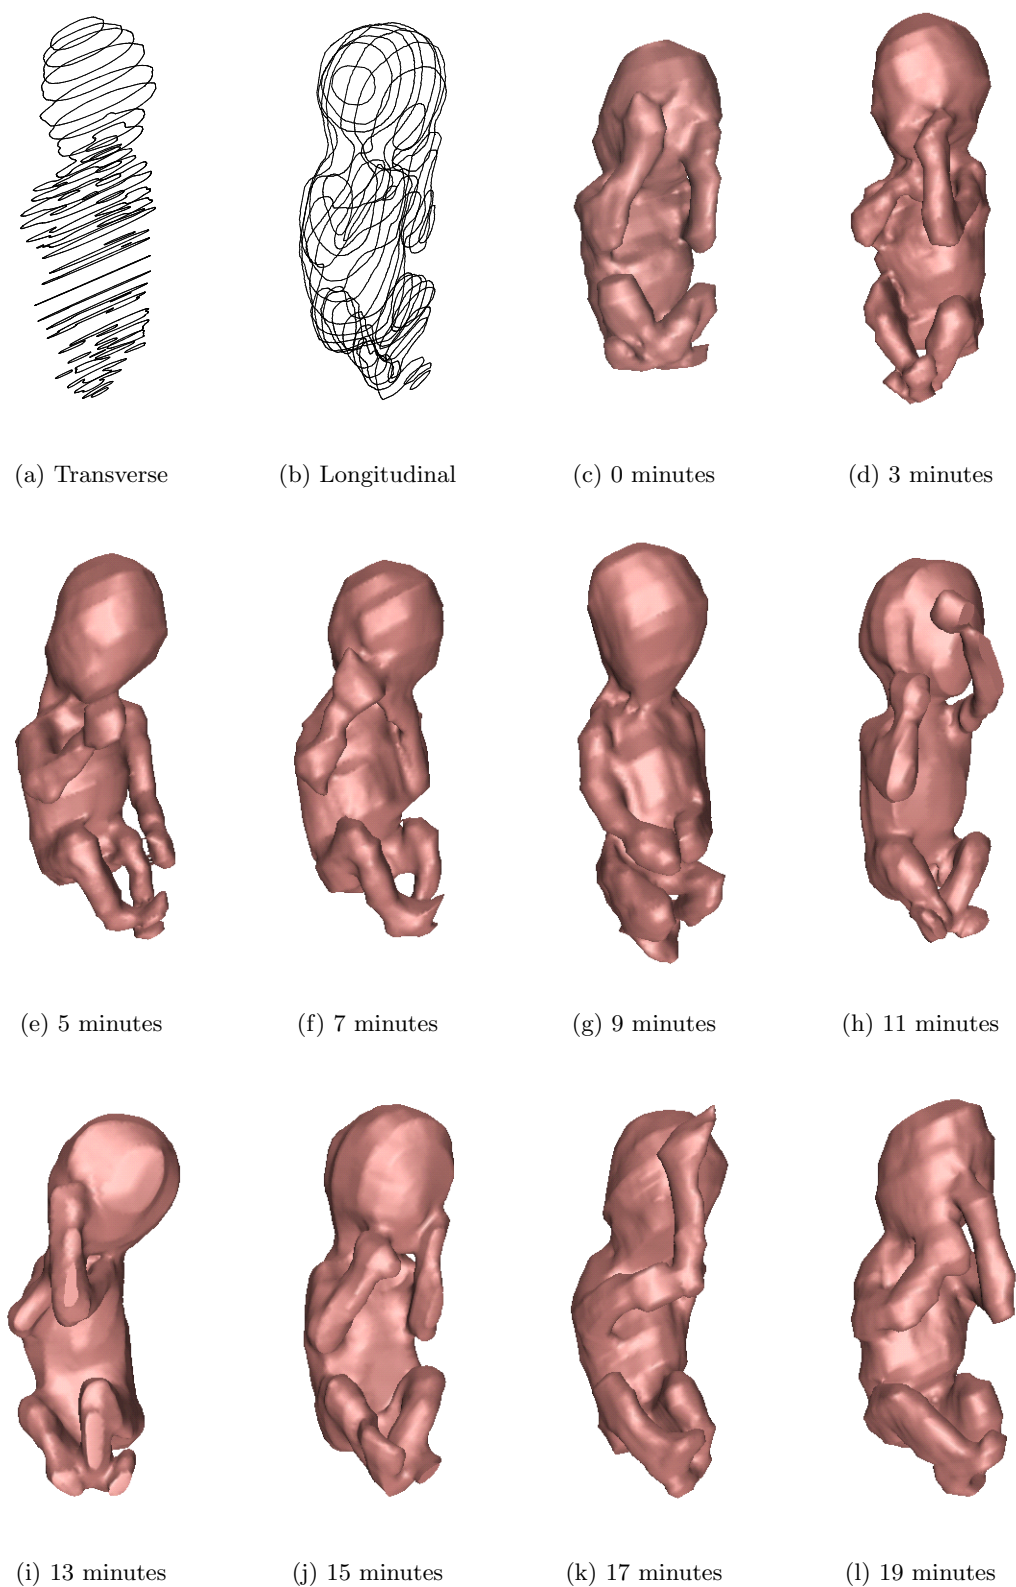 (a) Transverse
(b) Longitudinal
(c) 0 minutes
(d) 3 minutes
(e) 5 minutes
(f) 7 minutes
(g) 9 minutes
(h) 11 minutes
(i) 13 minutes
(j) 15 minutes
(k) 17 minutes
(l) 19 minutes